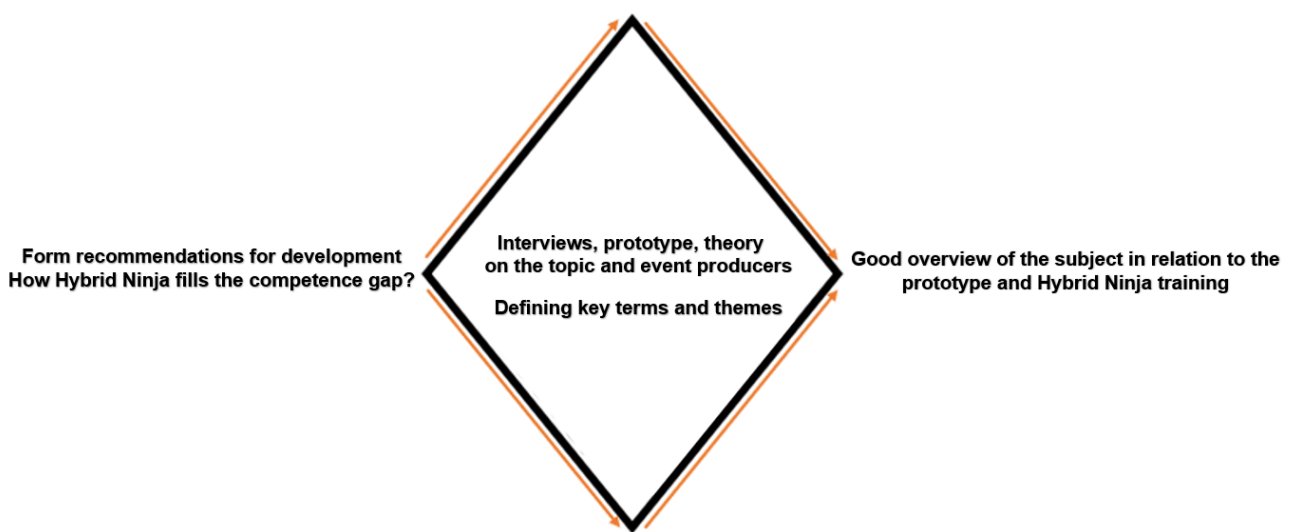 Form recommendations for development
How Hybrid Ninja fills the competence gap?
Interviews, prototype, theory
on the topic and event producers
Defining key terms and themes
Good overview of the subject in relation to the
prototype and Hybrid Ninja training